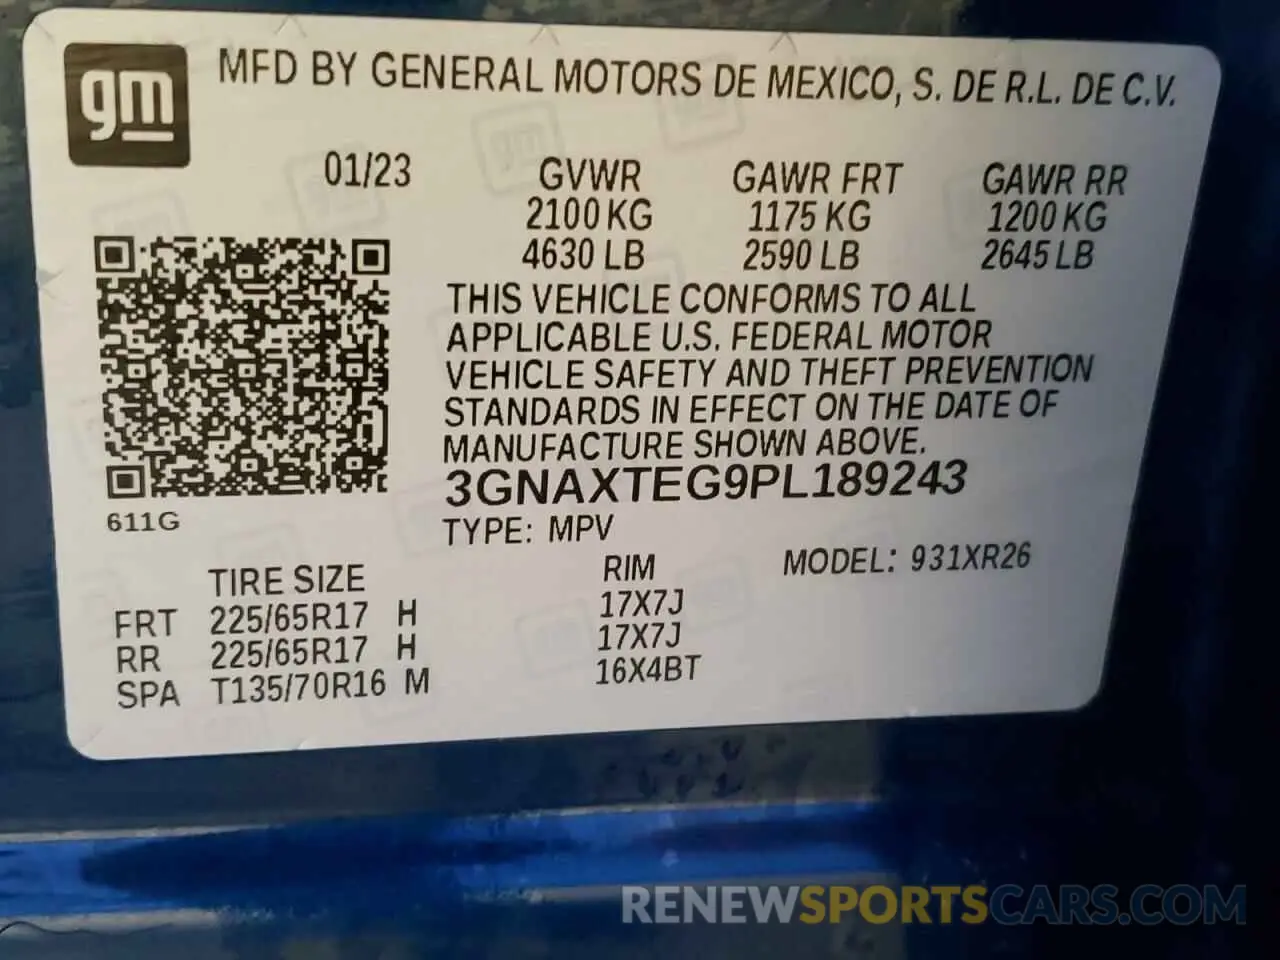 gm
MFD BY GENERAL MOTORS DE MEXICO, S. DE R.L. DE C.V.
01/23 GVWR GAWR FRT GAWR RR
2100 KG 1175 KG 1200 KG
4630 LB 2590 LB 2645 LB
THIS VEHICLE CONFORMS TO ALL
APPLICABLE U.S. FEDERAL MOTOR
VEHICLE SAFETY AND THEFT PREVENTION
STANDARDS IN EFFECT ON THE DATE OF
MANUFACTURE SHOWN ABOVE.
3GNAXTEG9PL189243
611G
TYPE: MPV
TIRE SIZE RIM MODEL: 931XR26
FRT 225/65R17 H 17X7J
RR 225/65R17 H 17X7J
SPA T135/70R16 M 16X4BT
RENEWSPORTSCARS.COM